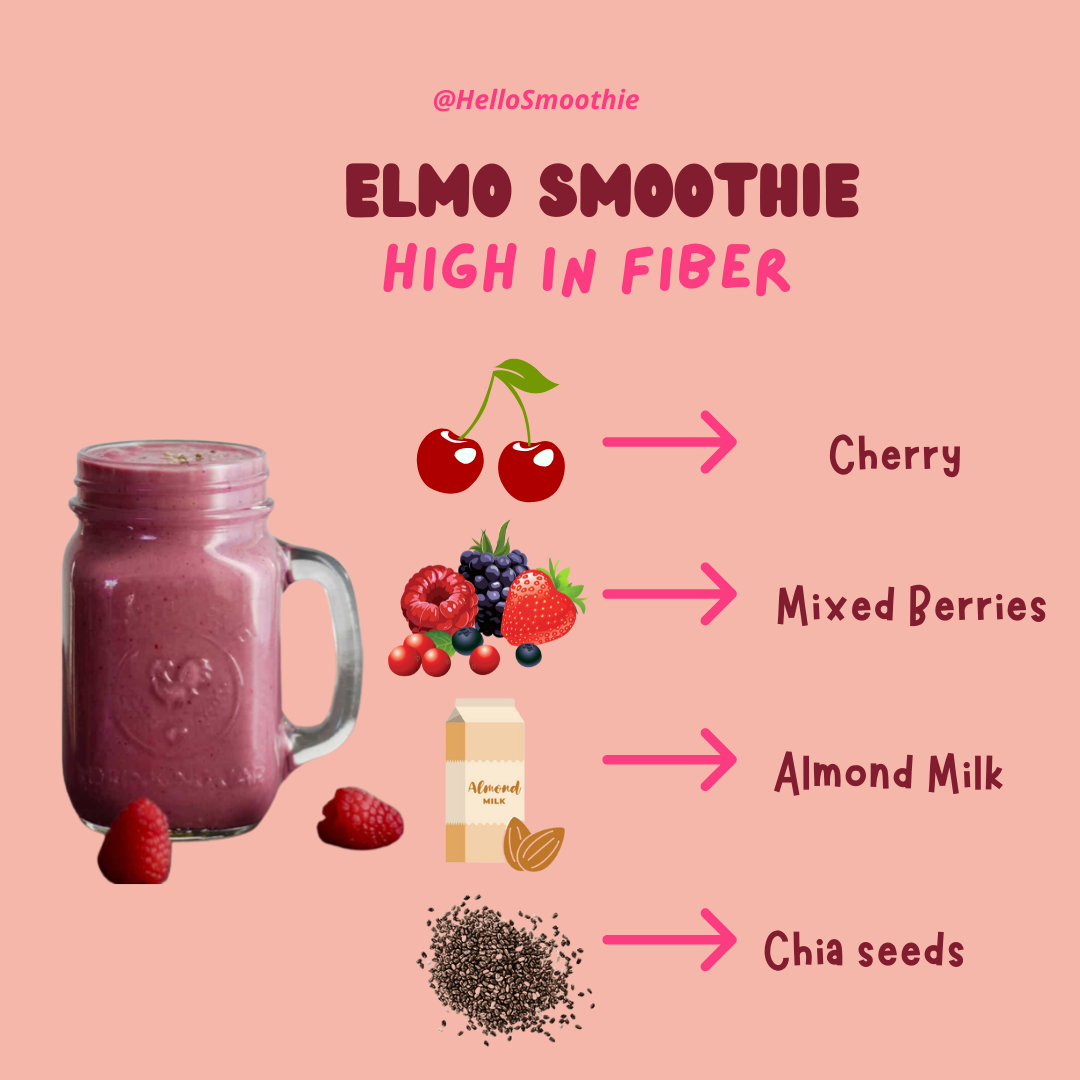 @HelloSmoothie
ELMO SMOOTHIE
HIGH IN FIBER
Cherry
Mixed Berries
Almond
MILK
Almond Milk
Chia seeds